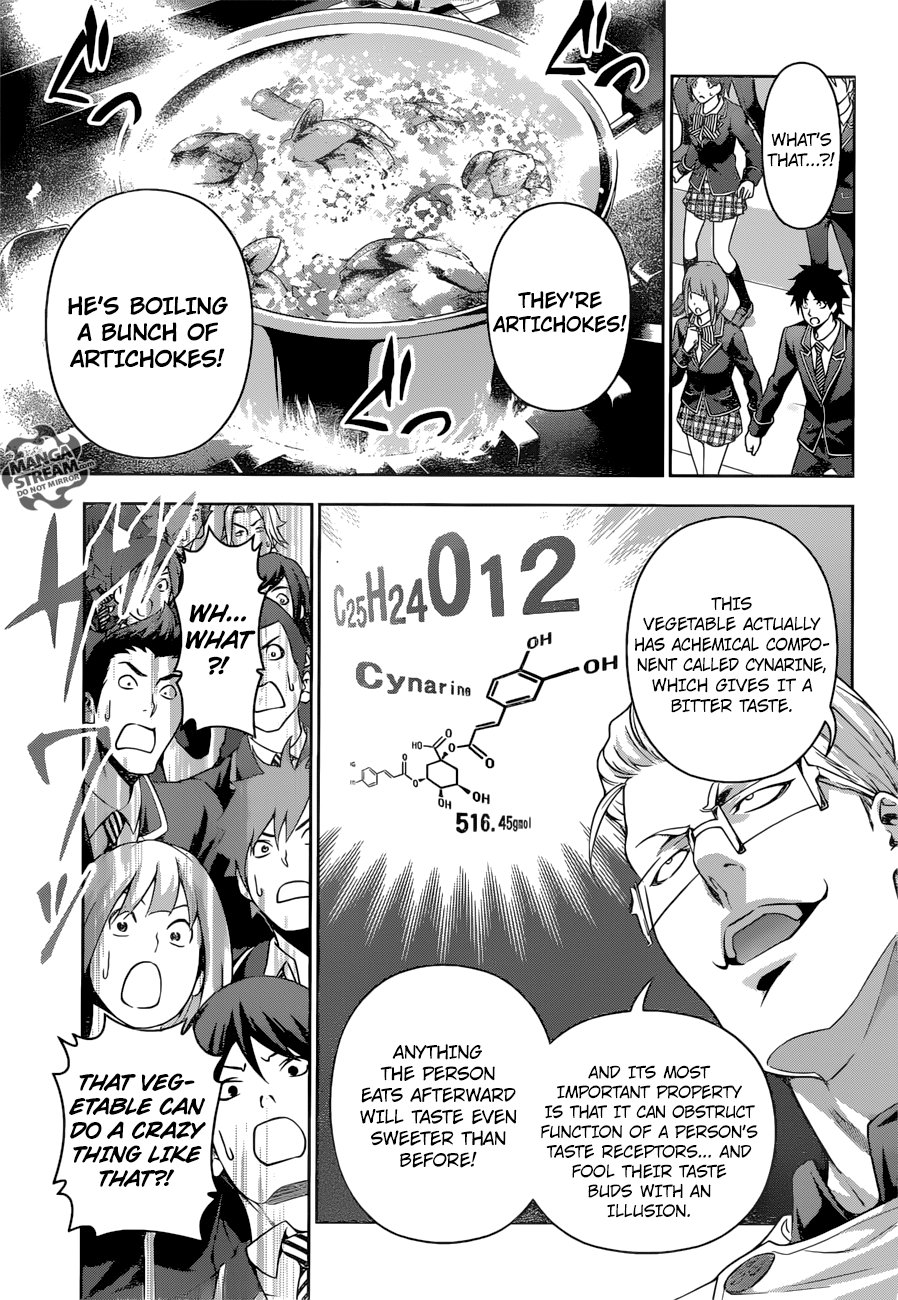 WHAT'S
THAT...?!
THEY'RE
ARTICHOKES!
HE'S BOILING
A BUNCH OF
ARTICHOKES!
MANGA
STREAM.com
DO NOT MIRROR
THIS
VEGETABLE ACTUALLY
HAS ACHEMICAL COMPO-
NENT CALLED CYNARINE,
WHICH GIVES IT A
BITTER TASTE.
C25H24O12
Cynarine
OH
OH
O
O
HO
O
O
O
OH
OH
516.45gmol
AND ITS MOST
IMPORTANT PROPERTY
IS THAT IT CAN OBSTRUCT
FUNCTION OF A PERSON'S
TASTE RECEPTORS... AND
FOOL THEIR TASTE
BUDS WITH AN
ILLUSION.
ANYTHING
THE PERSON
EATS AFTERWARD
WILL TASTE EVEN
SWEETER THAN
BEFORE!
WH...
WHAT
?!
THAT VEG-
ETABLE CAN
DO A CRAZY
THING LIKE
THAT?!